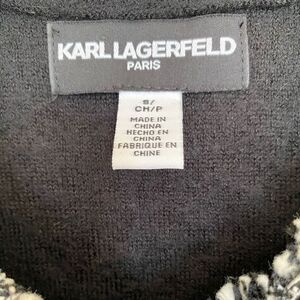 KARL LAGERFELD
PARIS
S/
CH/P
MADE IN
CHINA
HECHO EN
CHINA
FABRIQUE EN
CHINE